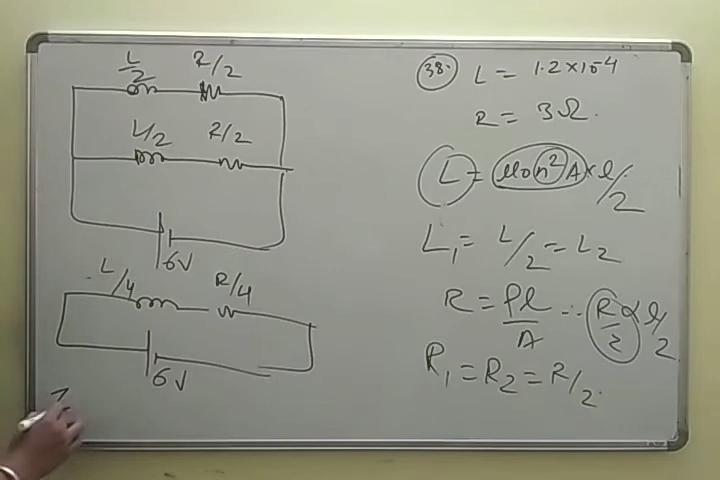 L/2 R/2
L/2 R/2
6V
L/4 R/4
6V
38. L = 1.2×10-4
R = 3Ω.
L = μ0n²A×l/2
L₁ = L/2 = L₂
R = ρl/A ∴ R/2 ∝ l/2
R₁ = R₂ = R/2.